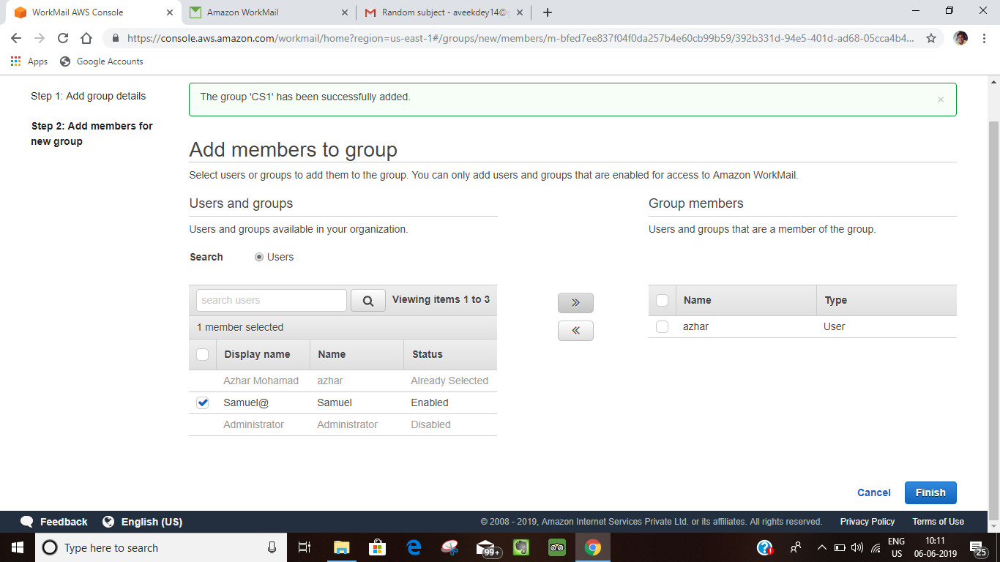 WorkMail AWS Console
Amazon WorkMail
Random subject - aveekdey14@
https://console.aws.amazon.com/workmail/home?region=us-east-1#/groups/new/members/m-bfed7ee837f04f0da257b4e60cb99b59/392b331d-94e5-401d-ad68-05cca4b4...
Apps
Google Accounts
Step 1: Add group details
Step 2: Add members for
new group
The group 'CS1' has been successfully added.
Add members to group
Select users or groups to add them to the group. You can only add users and groups that are enabled for access to Amazon WorkMail.
Users and groups
Users and groups available in your organization.
Search
Users
search users
Viewing items 1 to 3
1 member selected
Display name Name Status
Azhar Mohamad azhar Already Selected
Samuel@ Samuel Enabled
Administrator Administrator Disabled
Group members
Users and groups that are a member of the group.
Name Type
azhar User
Cancel
Finish
Feedback
English (US)
© 2008 - 2019, Amazon Internet Services Private Ltd. or its affiliates. All rights reserved.
Privacy Policy
Terms of Use
Type here to search
99+
ENG
US
10:11
06-06-2019
25